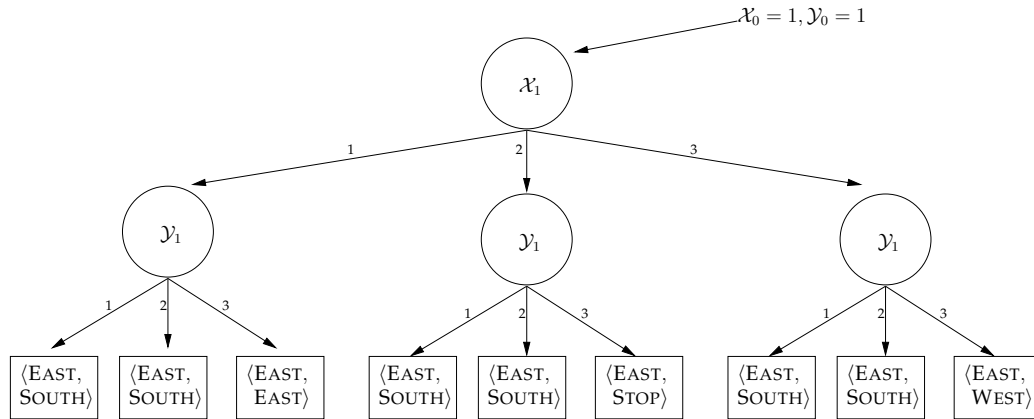 𝒳₀ = 1, 𝒴₀ = 1
𝒳₁
1 2 3
𝒴₁ 𝒴₁ 𝒴₁
1 2 3 1 2 3 1 2 3
⟨EAST, ⟨EAST, ⟨EAST, ⟨EAST, ⟨EAST, ⟨EAST, ⟨EAST, ⟨EAST, ⟨EAST,
SOUTH⟩ SOUTH⟩ EAST⟩ SOUTH⟩ SOUTH⟩ STOP⟩ SOUTH⟩ SOUTH⟩ WEST⟩